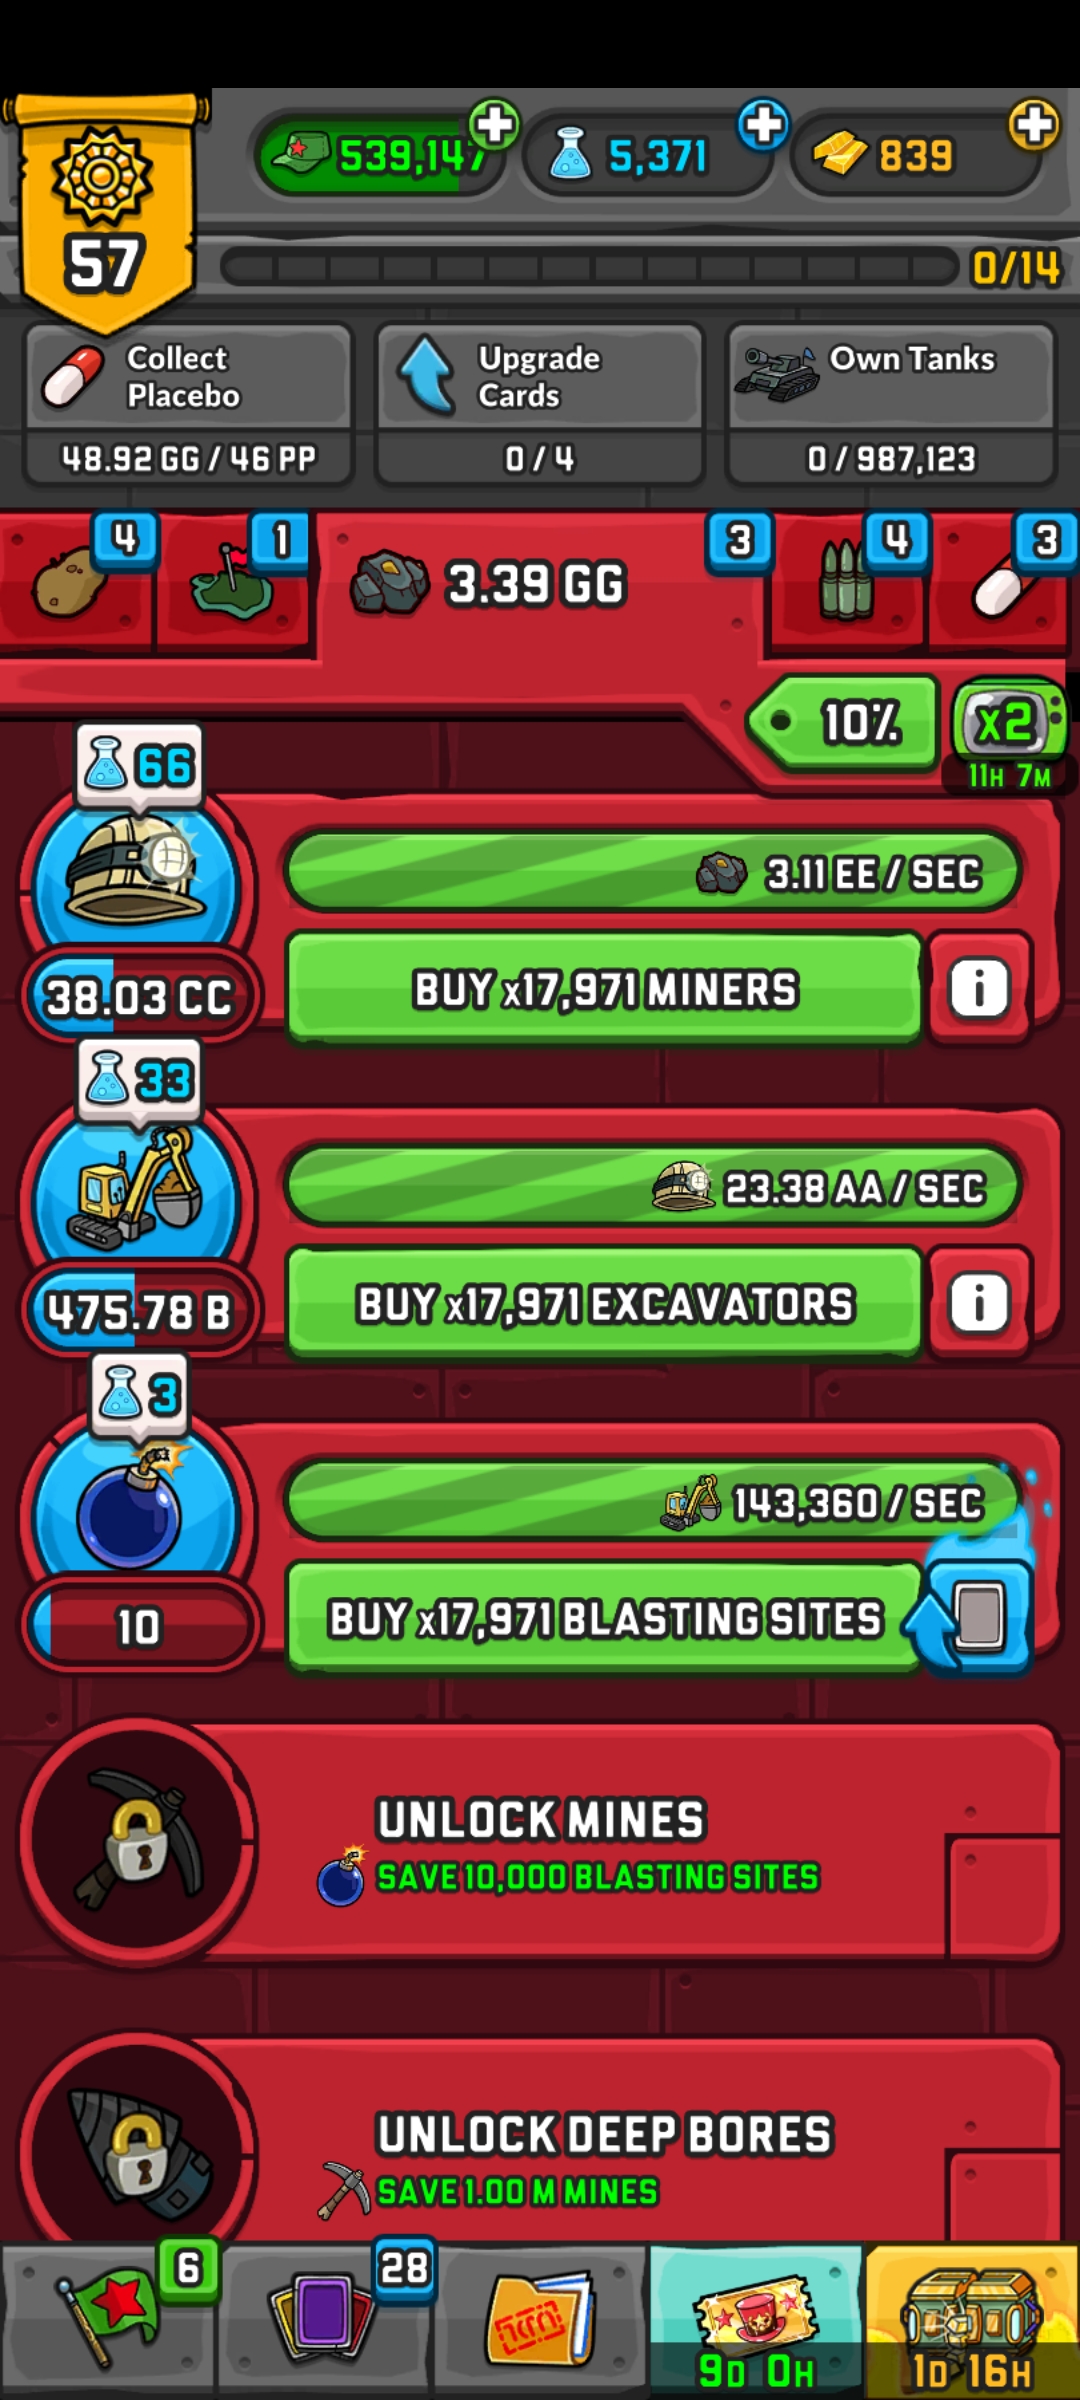 57
539,147
5,371
839
0/14
Collect
Placebo
48.92 GG / 46 PP
Upgrade
Cards
0 / 4
Own Tanks
0 / 987,123
4
1
3.39 GG
3
4
3
10%
x2
11H 7M
66
3.11 EE / SEC
38.03 CC
BUY x17,971 MINERS
i
33
23.38 AA / SEC
475.78 B
BUY x17,971 EXCAVATORS
i
3
143,360 / SEC
10
BUY x17,971 BLASTING SITES
UNLOCK MINES
SAVE 10,000 BLASTING SITES
UNLOCK DEEP BORES
SAVE 1.00 M MINES
6
28
9D 0H
1D 16H